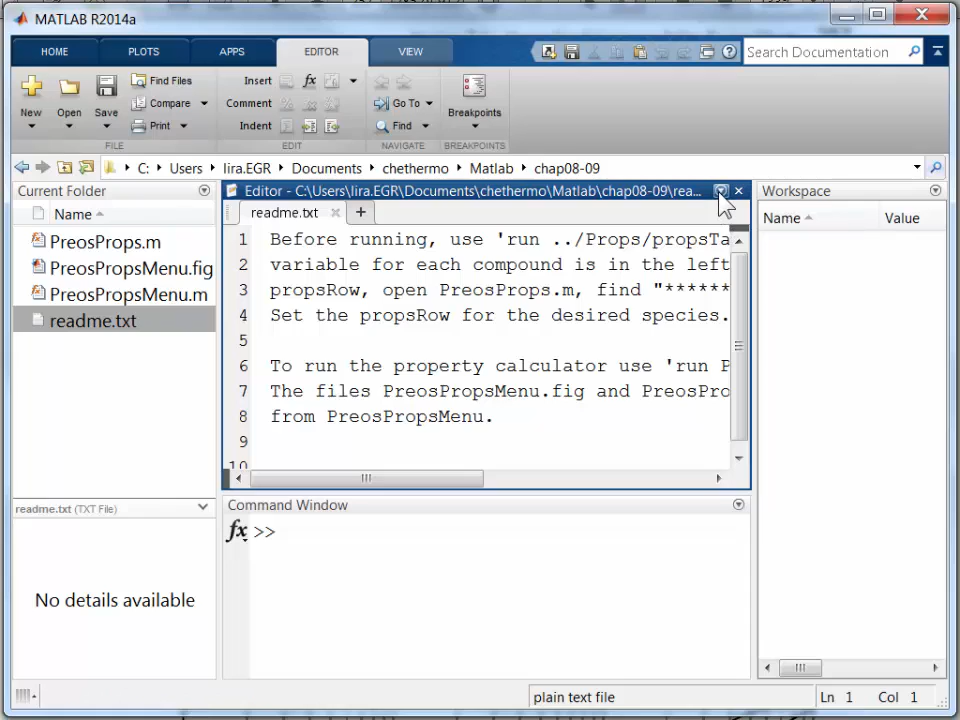 MATLAB R2014a
HOME PLOTS APPS EDITOR VIEW Search Documentation
New Open Save Find Files Compare Print Insert Comment Indent fx Go To Find Breakpoints
FILE EDIT NAVIGATE BREAKPOINTS
C: Users lira.EGR Documents chethermo Matlab chap08-09
Current Folder
Name
PreosProps.m
PreosPropsMenu.fig
PreosPropsMenu.m
readme.txt
readme.txt (TXT File)
No details available
Editor - C:\Users\lira.EGR\Documents\chethermo\Matlab\chap08-09\rea...
readme.txt
1 Before running, use 'run ../Props/propsTa
2 variable for each compound is in the left
3 propsRow, open PreosProps.m, find "******
4 Set the propsRow for the desired species.
5
6 To run the property calculator use 'run P
7 The files PreosPropsMenu.fig and PreosPro
8 from PreosPropsMenu.
9
10
Command Window
fx >>
Workspace
Name Value
plain text file Ln 1 Col 1